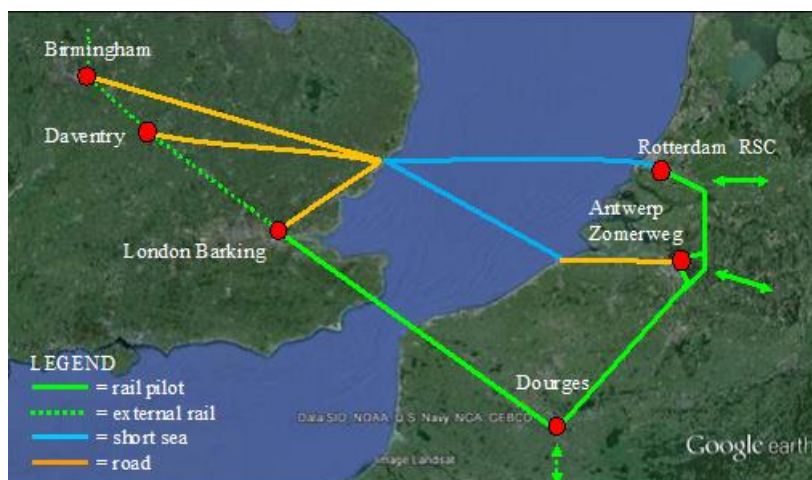 Birmingham
Daventry
London Barking
Rotterdam RSC
Antwerp
Zomerweg
Dourges
LEGEND
= rail pilot
= external rail
= short sea
= road
Data SIO, NOAA, U.S. Navy, NGA, GEBCO
Image Landsat
Google earth